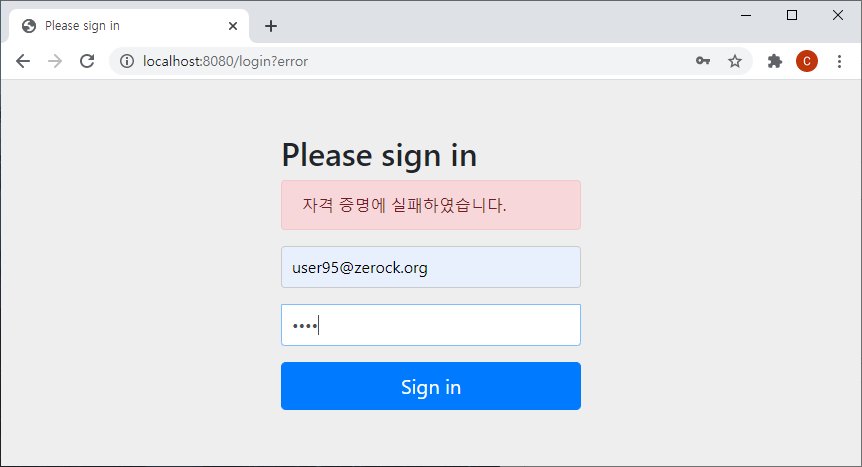 Please sign in
localhost:8080/login?error
C
Please sign in
자격 증명에 실패하였습니다.
user95@zerock.org
••••
Sign in